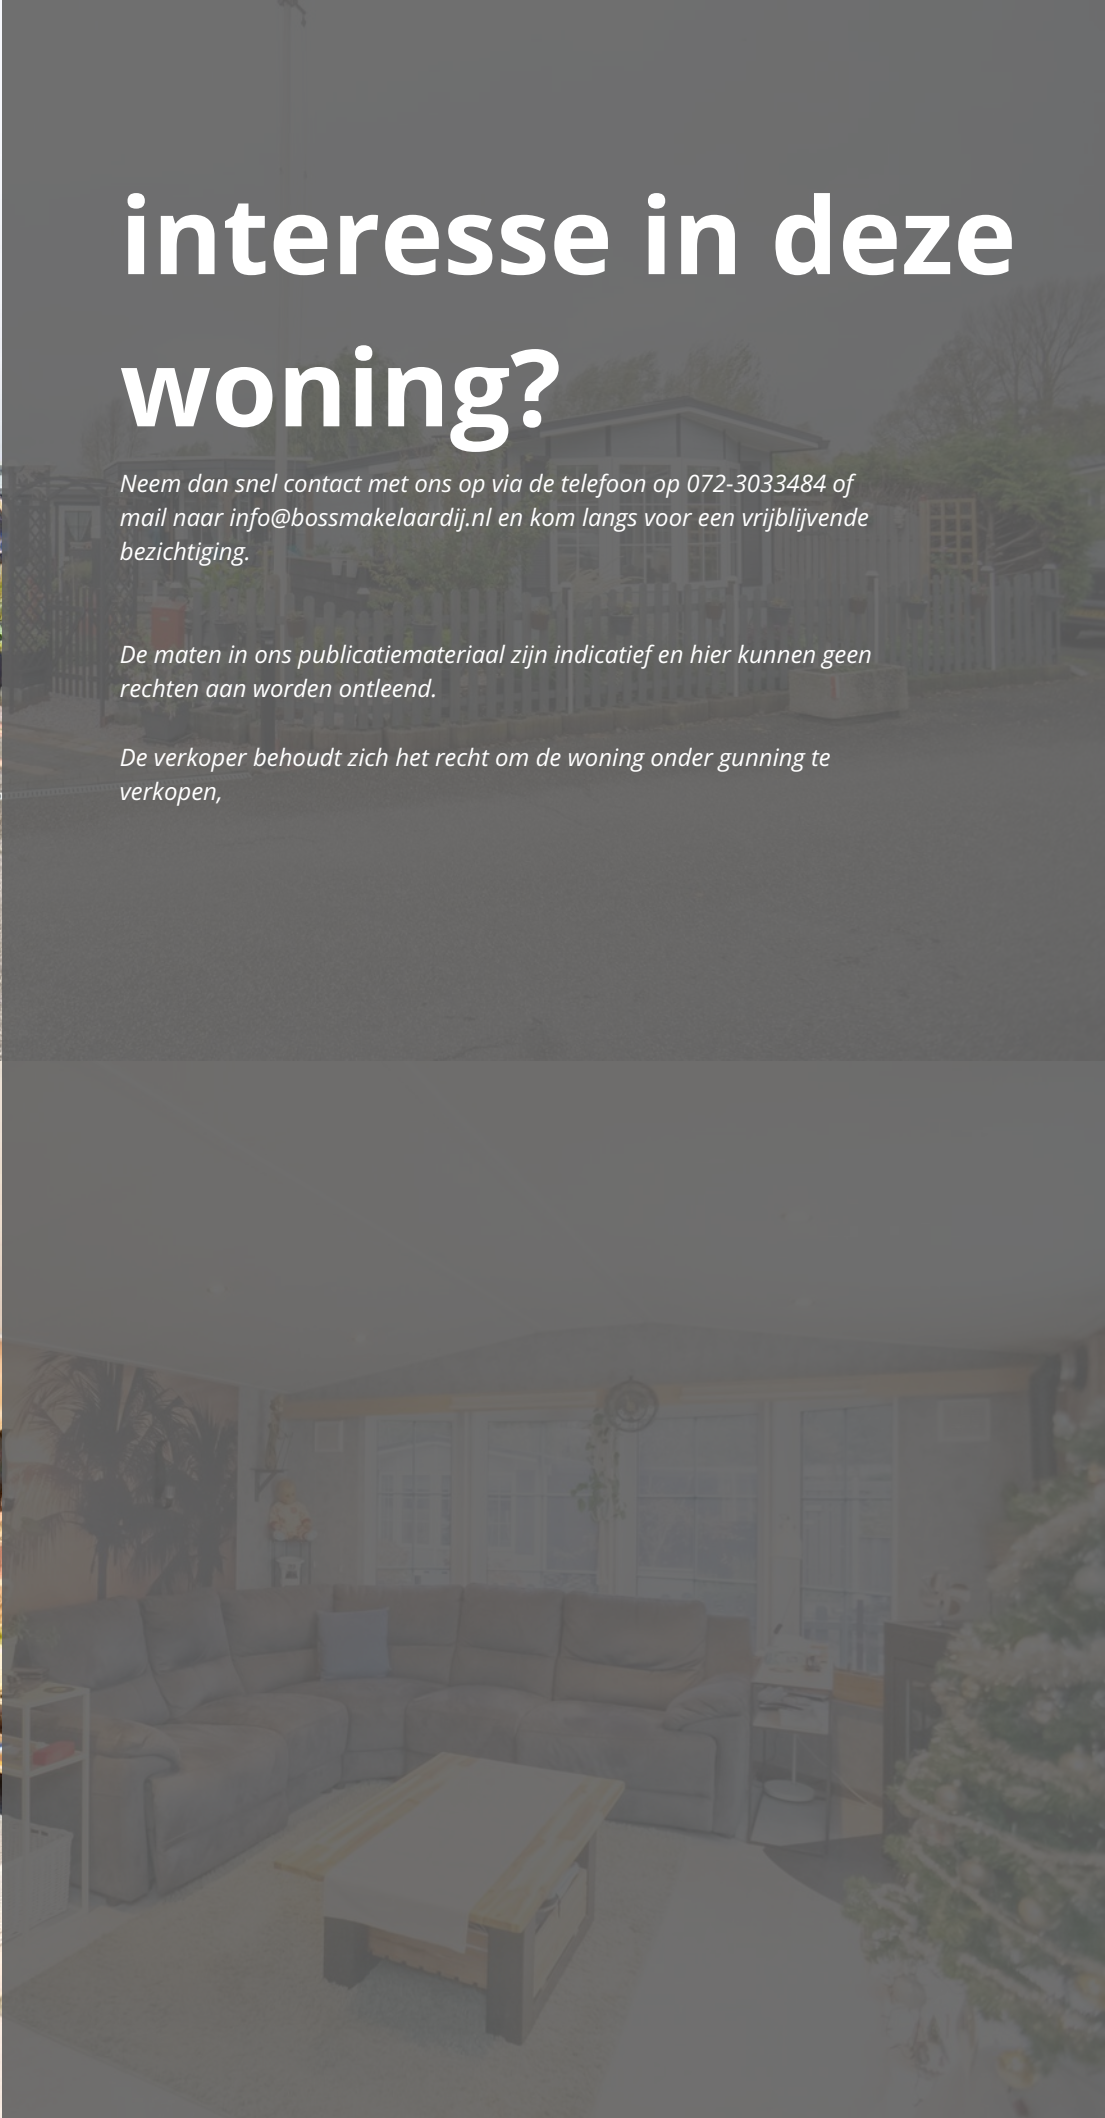 interesse in deze
woning?
Neem dan snel contact met ons op via de telefoon op 072-3033484 of
mail naar info@bossmakelaardij.nl en kom langs voor een vrijblijvende
bezichtiging.
De maten in ons publicatiemateriaal zijn indicatief en hier kunnen geen
rechten aan worden ontleend.
De verkoper behoudt zich het recht om de woning onder gunning te
verkopen,